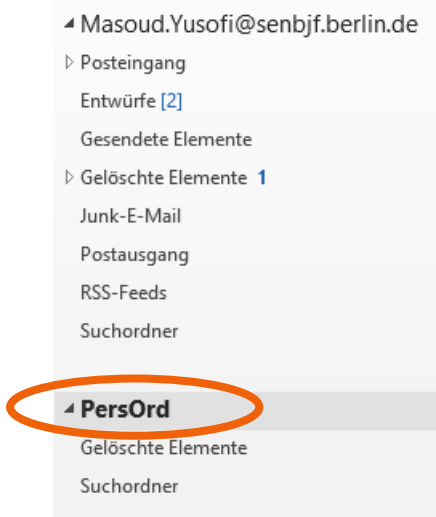 Masoud.Yusofi@senbjf.berlin.de
Posteingang
Entwürfe [2]
Gesendete Elemente
Gelöschte Elemente 1
Junk-E-Mail
Postausgang
RSS-Feeds
Suchordner
PersOrd
Gelöschte Elemente
Suchordner